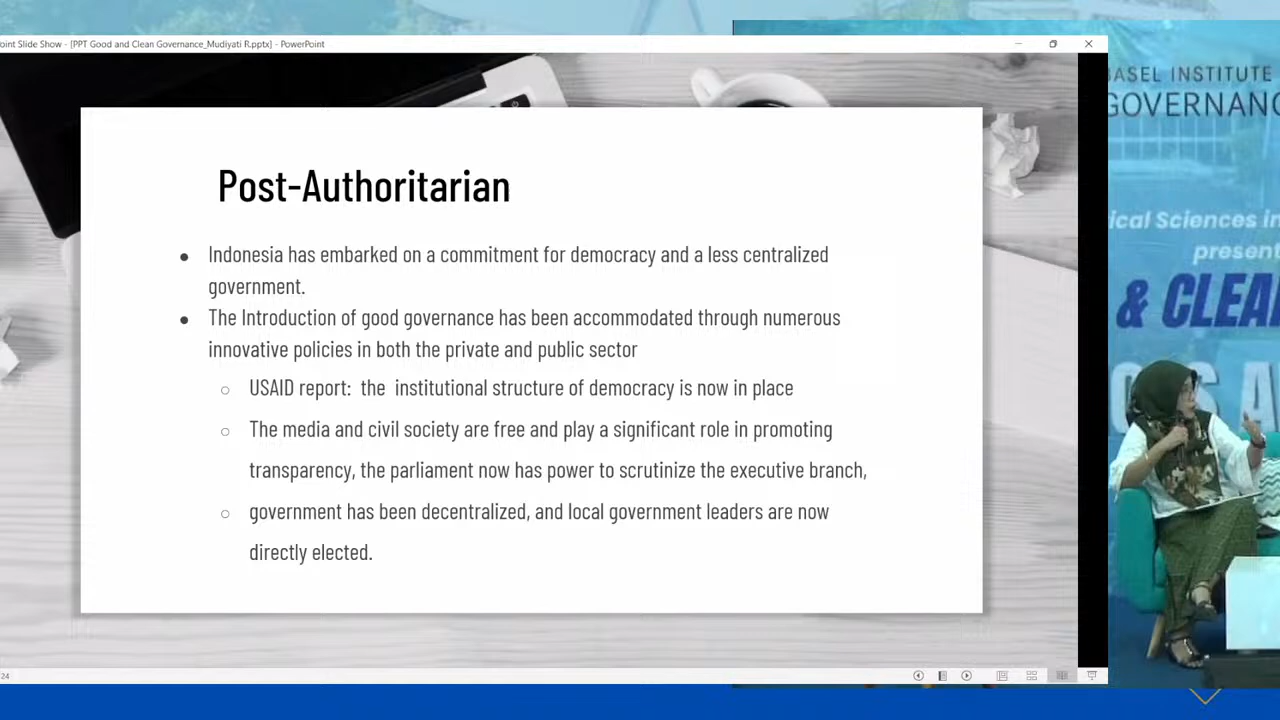 oint Slide Show - [PPT Good and Clean Governance_Mudiyati R.pptx] - PowerPoint
BASEL INSTITUTE
GOVERNANC
Post-Authoritarian
● Indonesia has embarked on a commitment for democracy and a less centralized
government.
● The Introduction of good governance has been accommodated through numerous
innovative policies in both the private and public sector
○ USAID report: the institutional structure of democracy is now in place
○ The media and civil society are free and play a significant role in promoting
transparency, the parliament now has power to scrutinize the executive branch,
○ government has been decentralized, and local government leaders are now
directly elected.
ical Sciences in
present
& CLEA
24